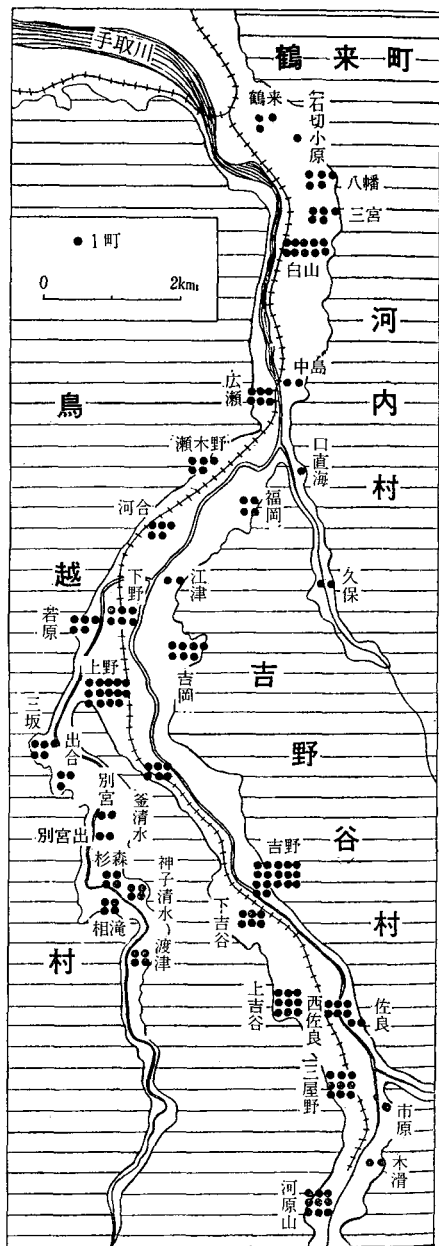 手取川
鶴来町
鶴来
(石切小原)
八幡
三宮
● 1町
0 2km
白山
河内村
中島
広瀬
鳥越村
瀬木野
口直海
福岡
河合
久保
下野
江津
若原
吉野谷村
吉岡
上野
三坂
出合
釜清水
別宮
別宮出
吉野
杉森
神子清水
下吉谷
相滝
渡津
上吉谷
西佐良
佐良
三屋野
市原
木滑
河原山